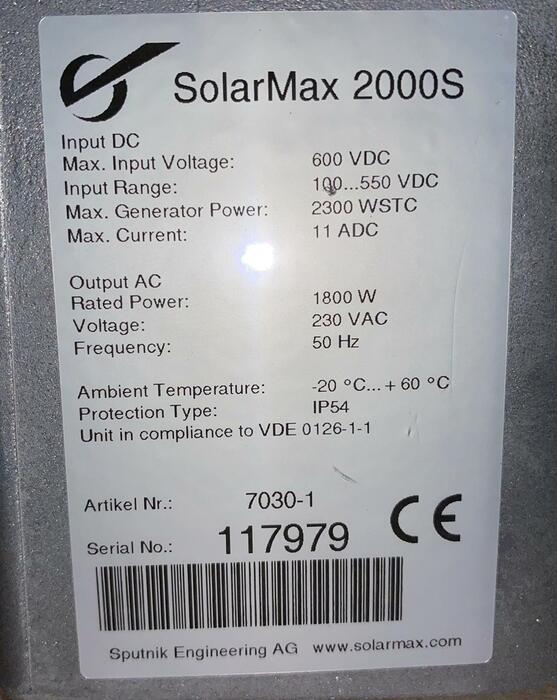 SolarMax 2000S
Input DC
Max. Input Voltage: 600 VDC
Input Range: 100...550 VDC
Max. Generator Power: 2300 WSTC
Max. Current: 11 ADC
Output AC
Rated Power: 1800 W
Voltage: 230 VAC
Frequency: 50 Hz
Ambient Temperature: -20 °C...+60 °C
Protection Type: IP54
Unit in compliance to VDE 0126-1-1
Artikel Nr.: 7030-1
CE
Serial No.: 117979
Sputnik Engineering AG www.solarmax.com